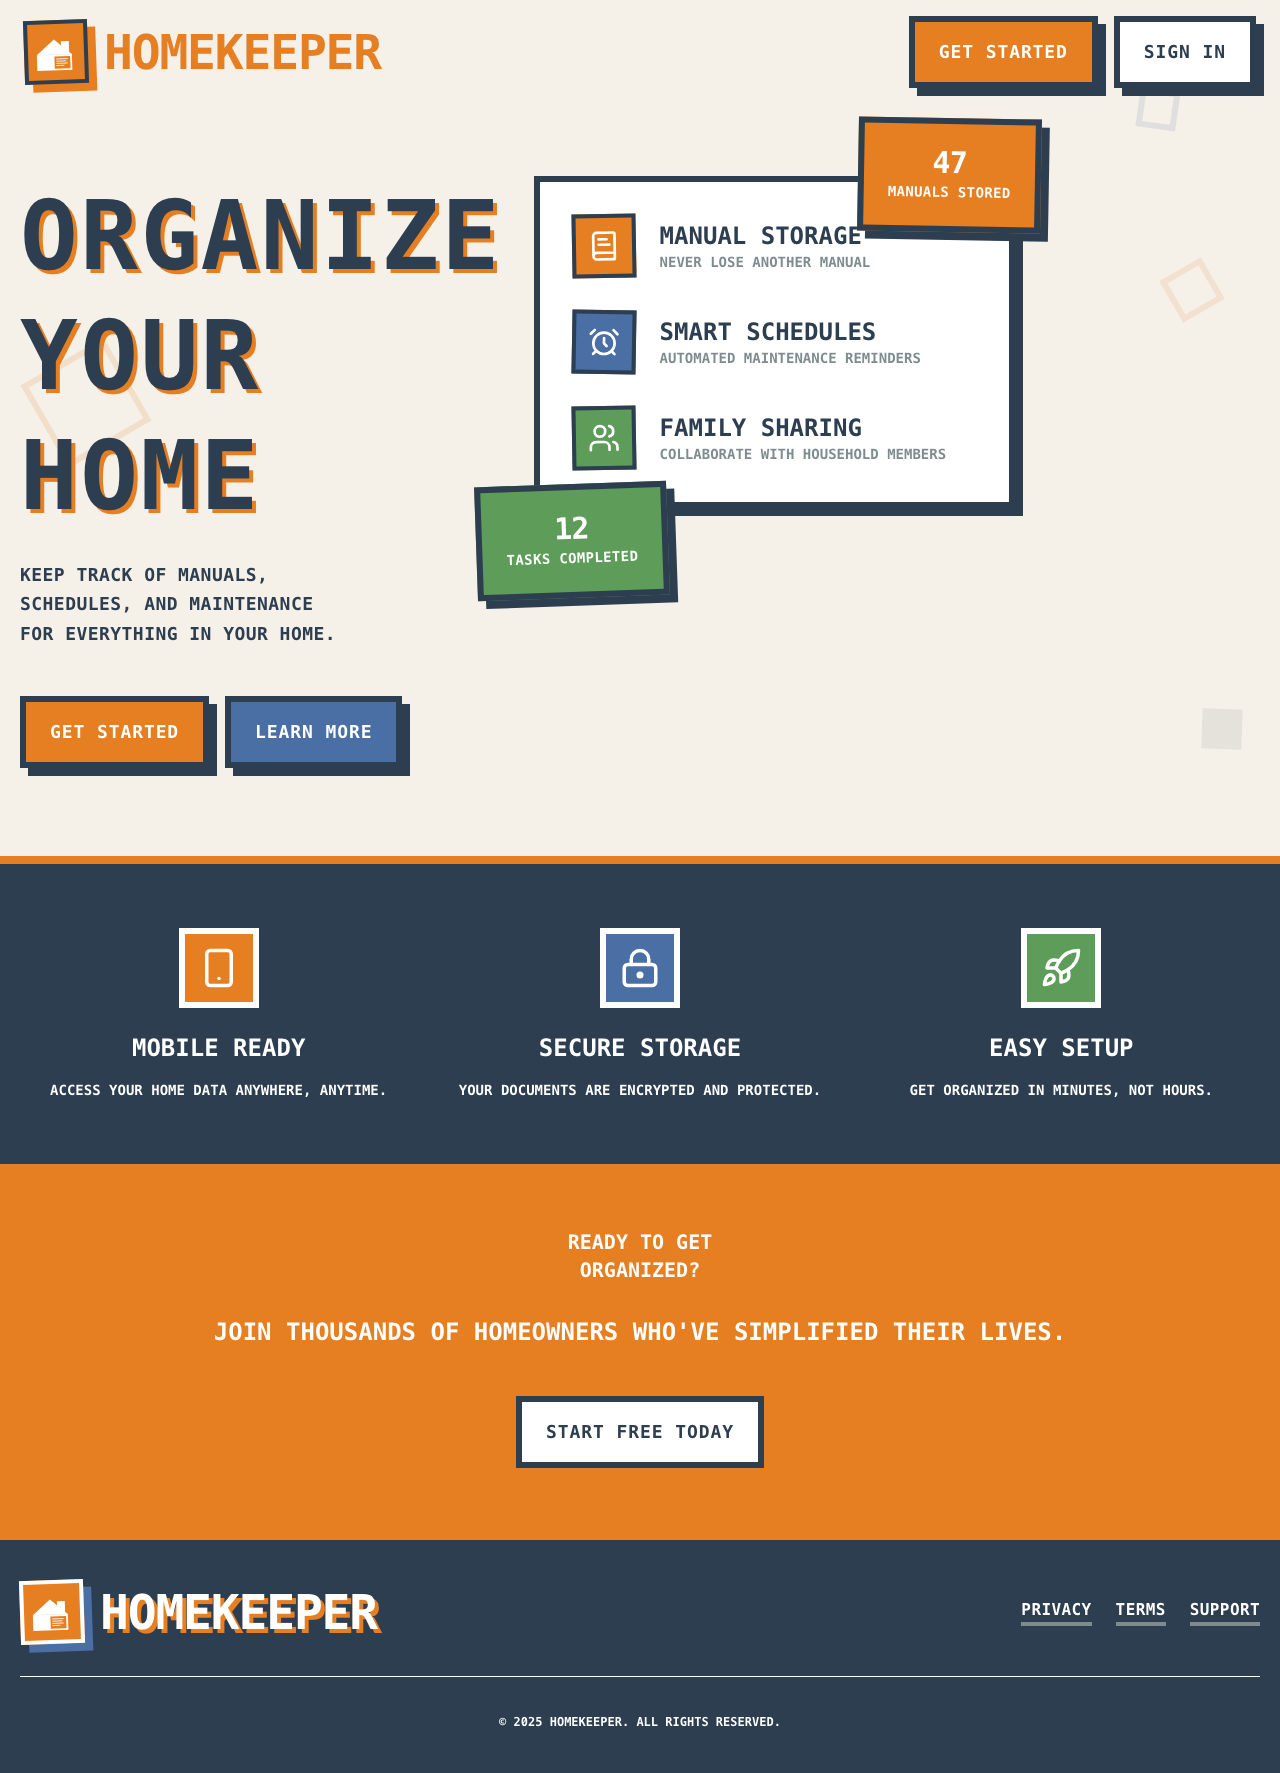 HOMEKEEPER
GET STARTED
SIGN IN
ORGANIZE
YOUR
HOME
KEEP TRACK OF MANUALS,
SCHEDULES, AND MAINTENANCE
FOR EVERYTHING IN YOUR HOME.
GET STARTED
LEARN MORE
47
MANUALS STORED
MANUAL STORAGE
NEVER LOSE ANOTHER MANUAL
SMART SCHEDULES
AUTOMATED MAINTENANCE REMINDERS
FAMILY SHARING
COLLABORATE WITH HOUSEHOLD MEMBERS
12
TASKS COMPLETED
MOBILE READY
ACCESS YOUR HOME DATA ANYWHERE, ANYTIME.
SECURE STORAGE
YOUR DOCUMENTS ARE ENCRYPTED AND PROTECTED.
EASY SETUP
GET ORGANIZED IN MINUTES, NOT HOURS.
READY TO GET
ORGANIZED?
JOIN THOUSANDS OF HOMEOWNERS WHO'VE SIMPLIFIED THEIR LIVES.
START FREE TODAY
HOMEKEEPER
PRIVACY
TERMS
SUPPORT
© 2025 HOMEKEEPER. ALL RIGHTS RESERVED.